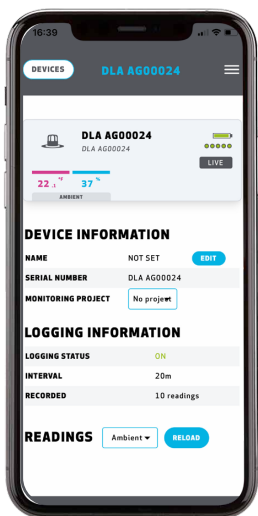 16:39
DEVICES DLA AG00024
DLA AG00024
DLA AG00024
LIVE
22.1 °F 37 %
AMBIENT
DEVICE INFORMATION
NAME NOT SET EDIT
SERIAL NUMBER DLA AG00024
MONITORING PROJECT No project
LOGGING INFORMATION
LOGGING STATUS ON
INTERVAL 20m
RECORDED 10 readings
READINGS Ambient RELOAD